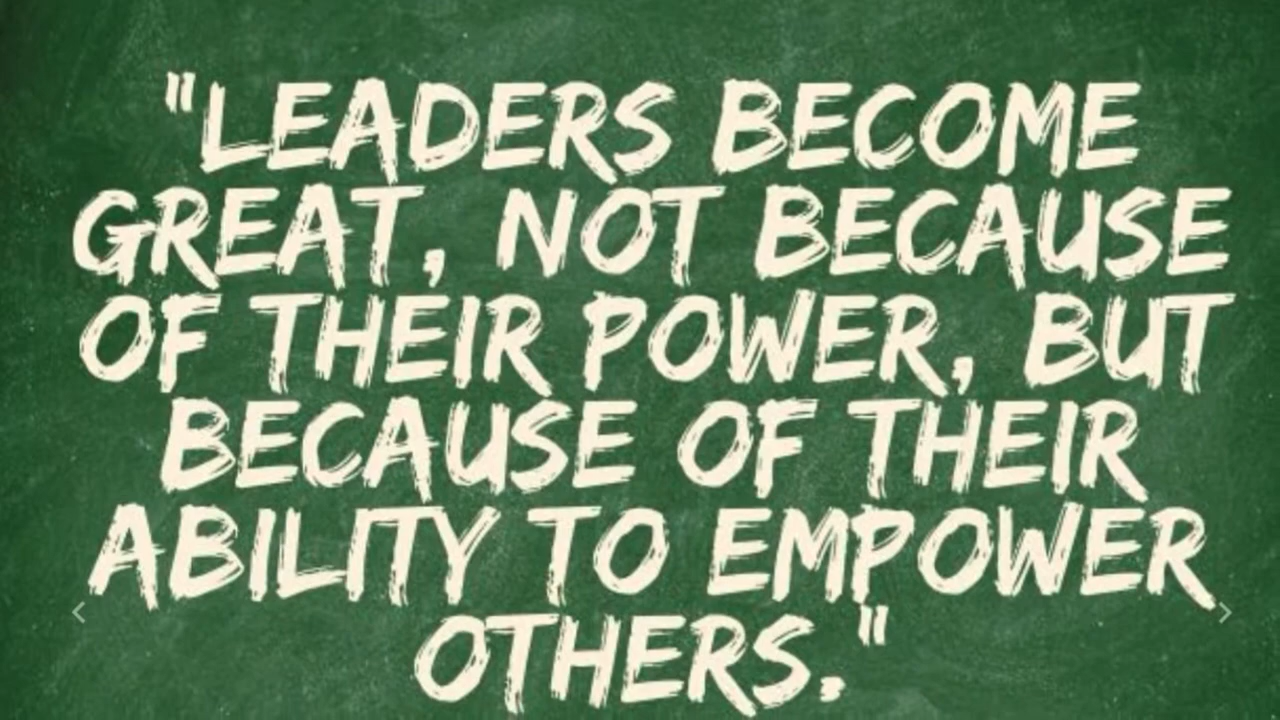 "LEADERS BECOME
GREAT, NOT BECAUSE
OF THEIR POWER, BUT
BECAUSE OF THEIR
ABILITY TO EMPOWER
OTHERS."